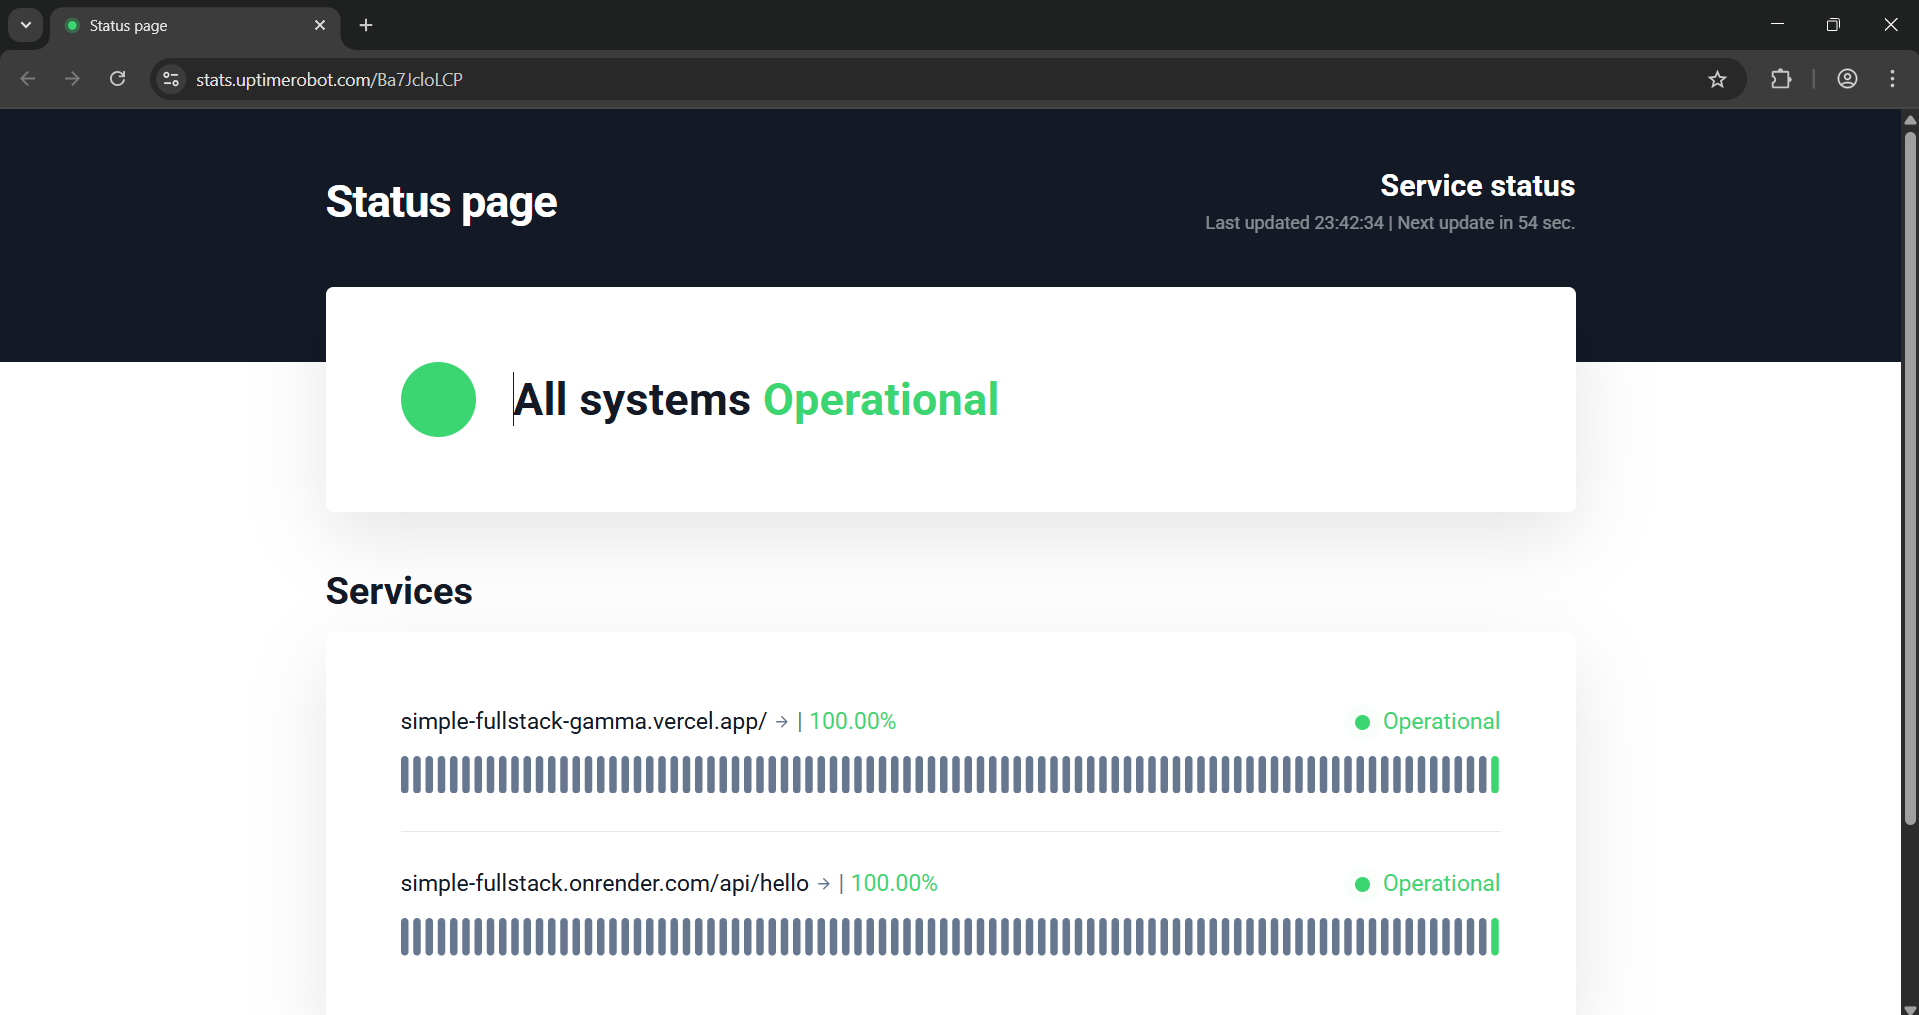 Status page
stats.uptimerobot.com/Ba7JcloLCP
Status page
Service status
Last updated 23:42:34 | Next update in 54 sec.
All systems Operational
Services
simple-fullstack-gamma.vercel.app/ → | 100.00%
Operational
simple-fullstack.onrender.com/api/hello → | 100.00%
Operational